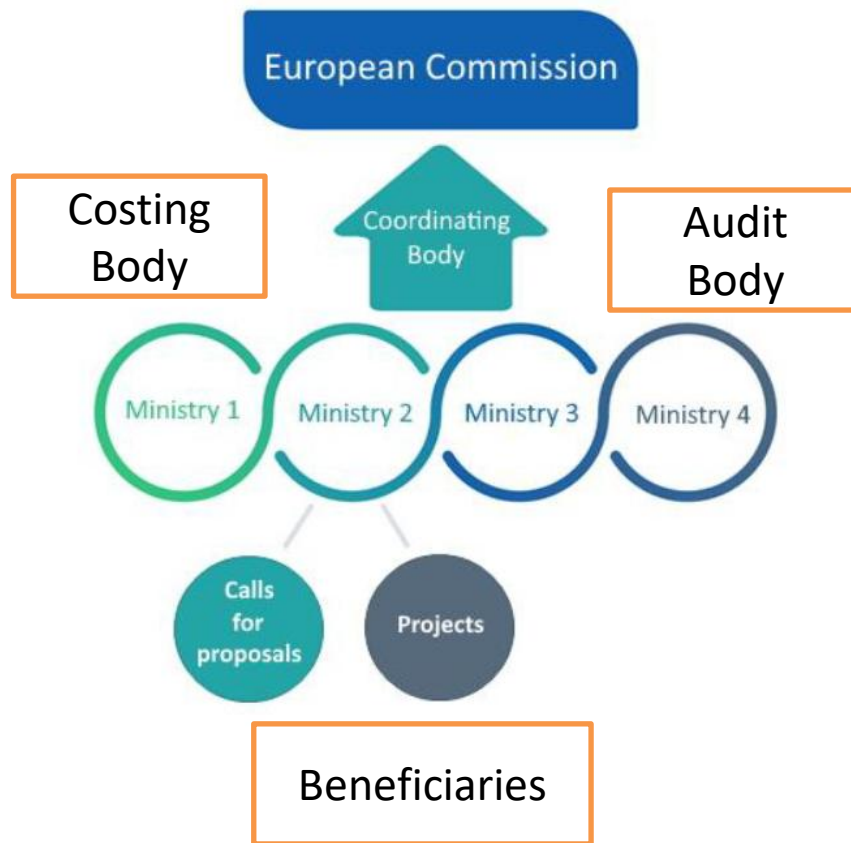 European Commission
Costing
Body
Coordinating
Body
Audit
Body
Ministry 1
Ministry 2
Ministry 3
Ministry 4
Calls
for
proposals
Projects
Beneficiaries